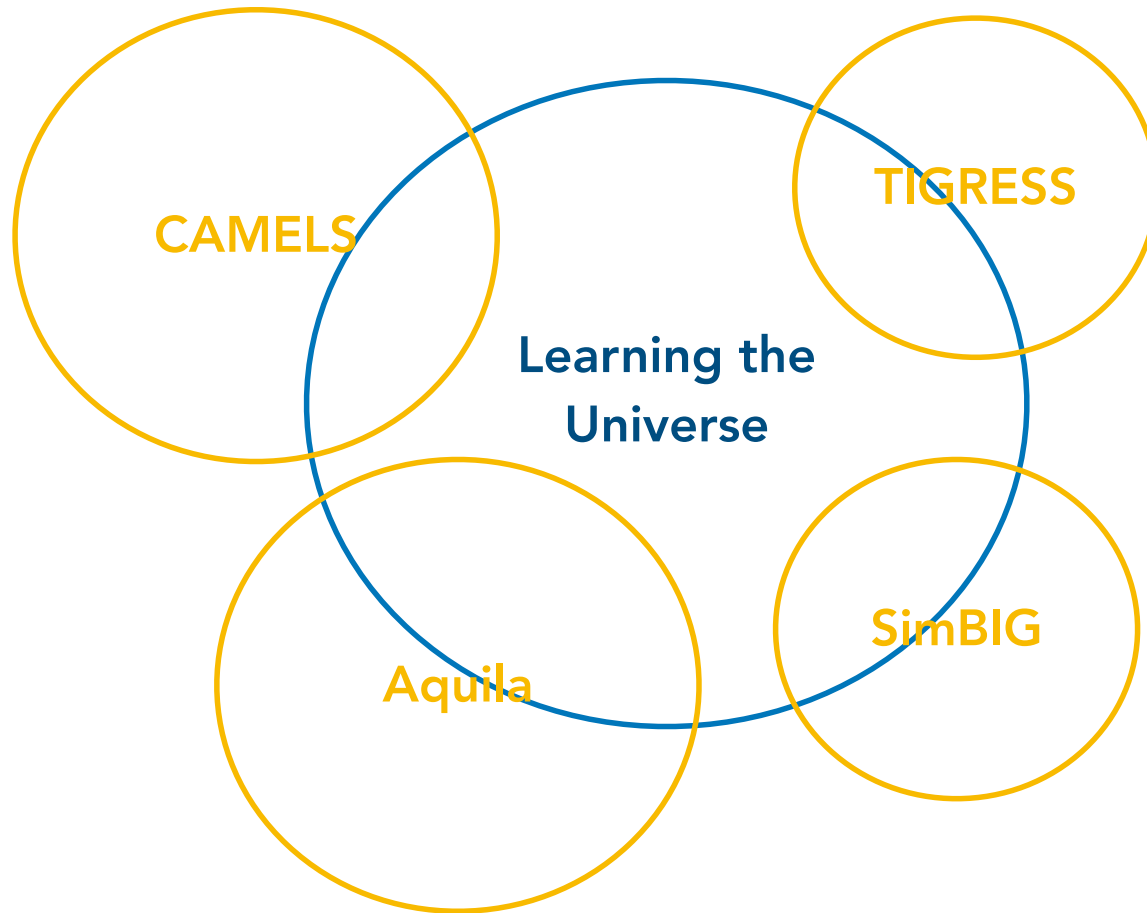 TIGRESS
CAMELS
Learning the
Universe
SimBIG
Aquila